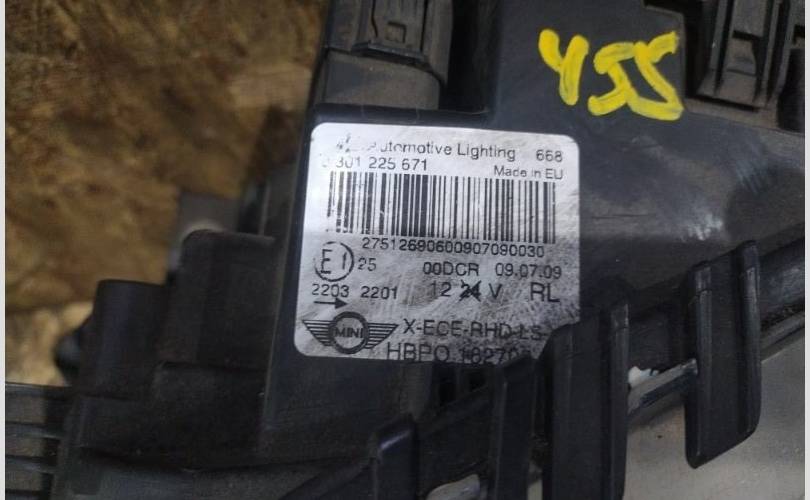 455
Automotive Lighting 668
301 225 671
Made in EU
27512690600907090030
E1 25
00DCR 09.07.09
2203 2201
12 24 V RL
MINI
X-ECE-RHD-LS
HBPO